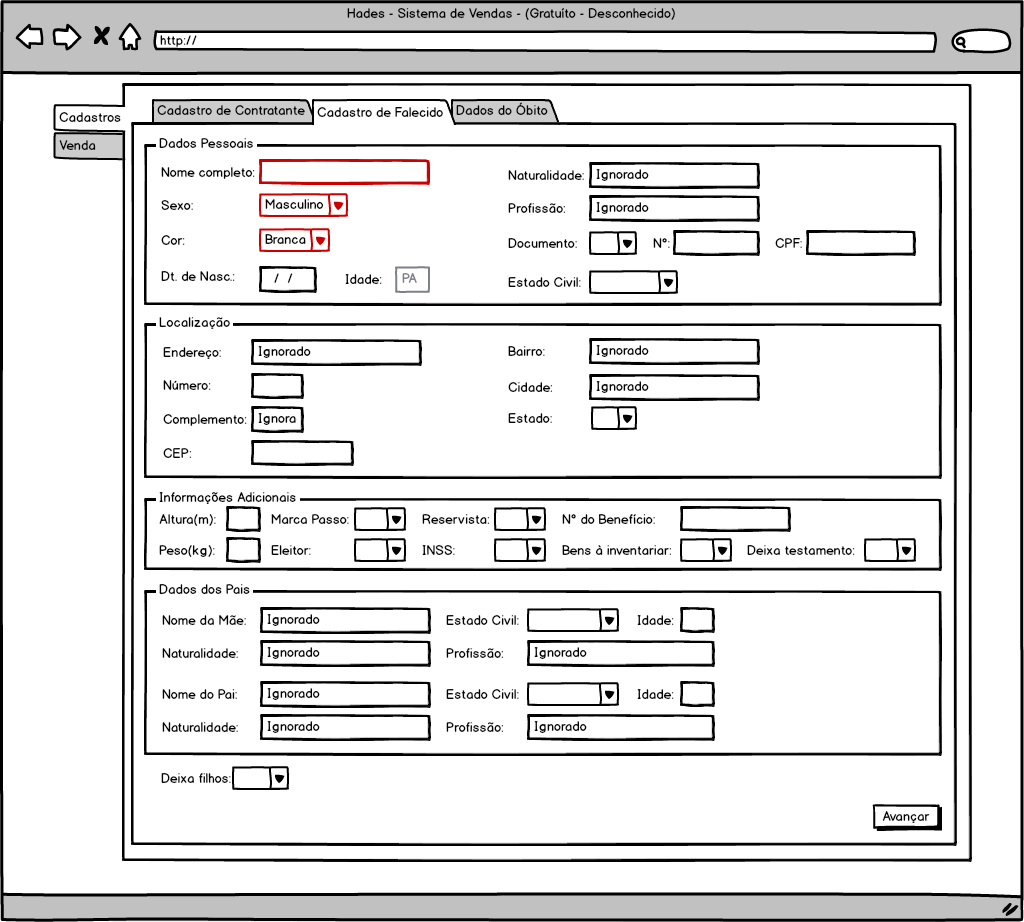 Hades - Sistema de Vendas - (Gratuíto - Desconhecido)
http://
Cadastros
Venda
Cadastro de Contratante
Cadastro de Falecido
Dados do Óbito
Dados Pessoais
Nome completo:
Naturalidade: Ignorado
Sexo: Masculino
Profissão: Ignorado
Cor: Branca
Documento: N°: CPF:
Dt. de Nasc.: / / Idade: PA
Estado Civil:
Localização
Endereço: Ignorado
Bairro: Ignorado
Número:
Cidade: Ignorado
Complemento: Ignora
Estado:
CEP:
Informações Adicionais
Altura(m): Marca Passo: Reservista: N° do Benefício:
Peso(kg): Eleitor: INSS: Bens à inventariar: Deixa testamento:
Dados dos Pais
Nome da Mãe: Ignorado Estado Civil: Idade:
Naturalidade: Ignorado Profissão: Ignorado
Nome do Pai: Ignorado Estado Civil: Idade:
Naturalidade: Ignorado Profissão: Ignorado
Deixa filhos:
Avançar